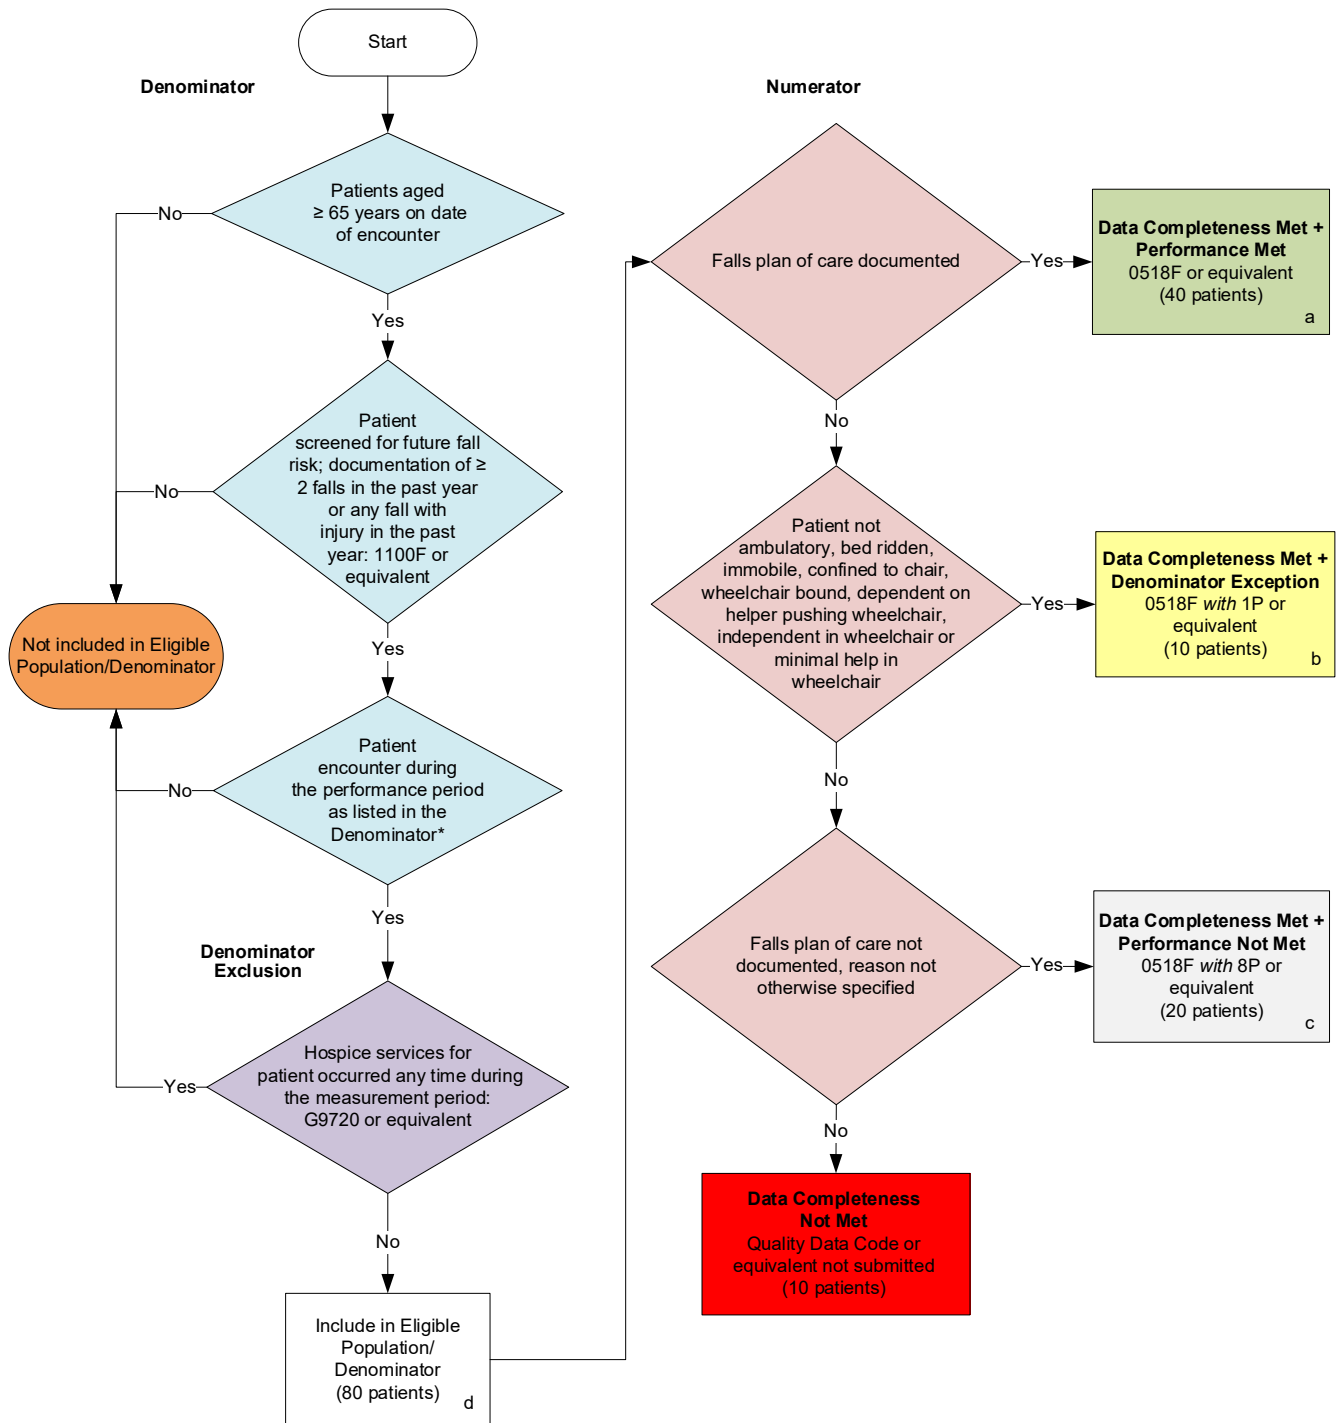 Start
Denominator
Patients aged
≥ 65 years on date
of encounter
No
Yes
Patient
screened for future fall
risk; documentation of ≥
2 falls in the past year
or any fall with
injury in the past
year: 1100F or
equivalent
No
Yes
Not included in Eligible
Population/Denominator
Patient
encounter during
the performance period
as listed in the
Denominator*
No
Yes
Denominator
Exclusion
Hospice services for
patient occurred any time during
the measurement period:
G9720 or equivalent
Yes
No
Include in Eligible
Population/
Denominator
(80 patients)
d
Numerator
Falls plan of care documented
Yes
Data Completeness Met +
Performance Met
0518F or equivalent
(40 patients)
a
No
Patient not
ambulatory, bed ridden,
immobile, confined to chair,
wheelchair bound, dependent on
helper pushing wheelchair,
independent in wheelchair or
minimal help in
wheelchair
Yes
Data Completeness Met +
Denominator Exception
0518F with 1P or
equivalent
(10 patients)
b
No
Falls plan of care not
documented, reason not
otherwise specified
Yes
Data Completeness Met +
Performance Not Met
0518F with 8P or
equivalent
(20 patients)
c
No
Data Completeness
Not Met
Quality Data Code or
equivalent not submitted
(10 patients)